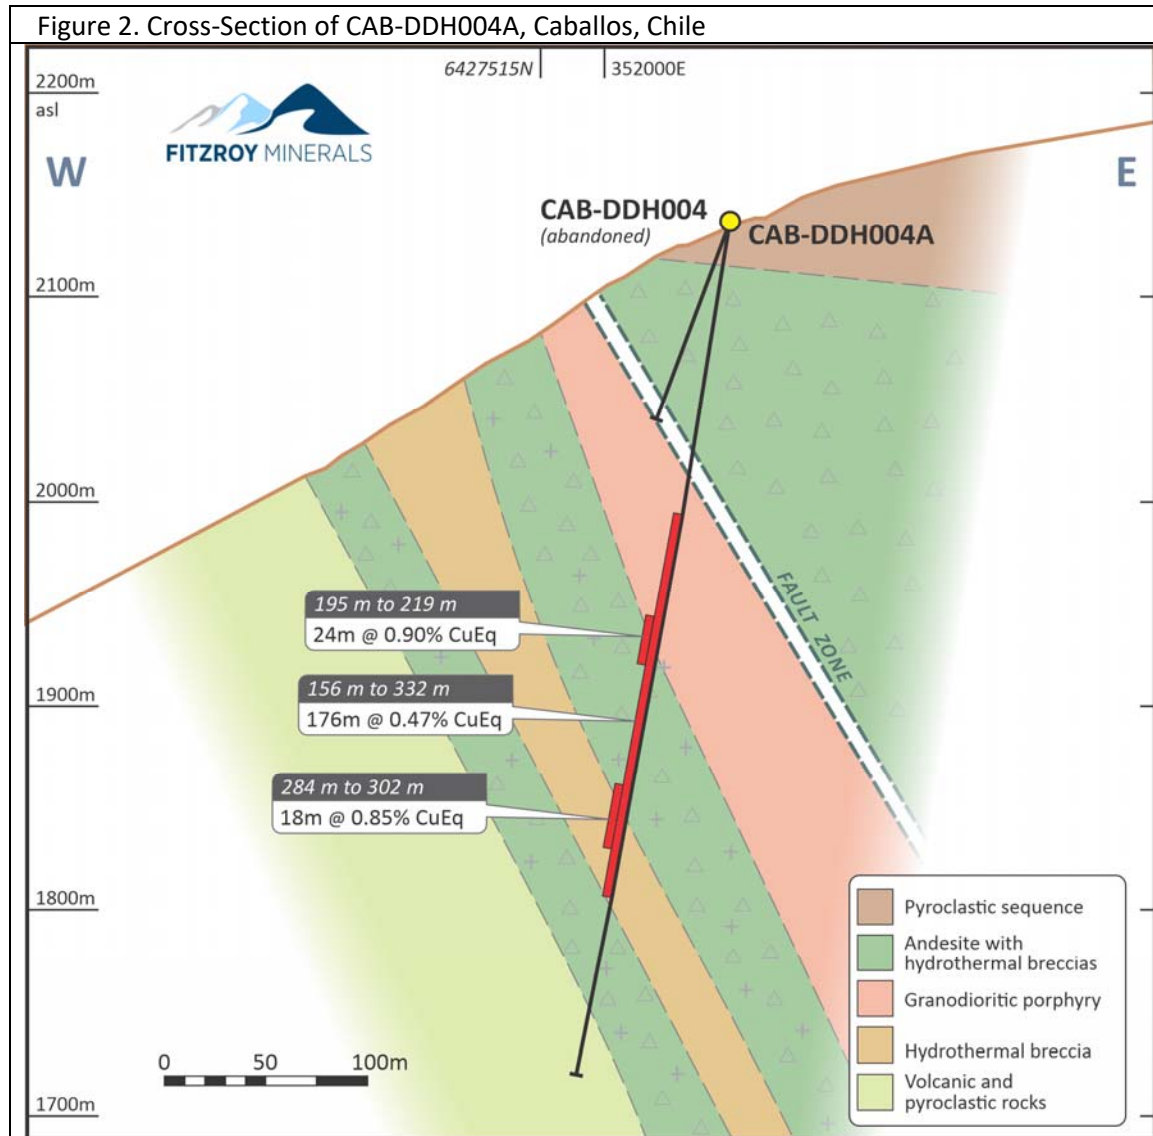 Figure 2. Cross-Section of CAB-DDH004A, Caballos, Chile
6427515N
352000E
2200m
asl
FITZROY MINERALS
W
E
CAB-DDH004
(abandoned)
CAB-DDH004A
2100m
2000m
FAULT ZONE
195 m to 219 m
24m @ 0.90% CuEq
1900m
156 m to 332 m
176m @ 0.47% CuEq
284 m to 302 m
18m @ 0.85% CuEq
1800m
Pyroclastic sequence
Andesite with
hydrothermal breccias
Granodioritic porphyry
Hydrothermal breccia
Volcanic and
pyroclastic rocks
0 50 100m
1700m